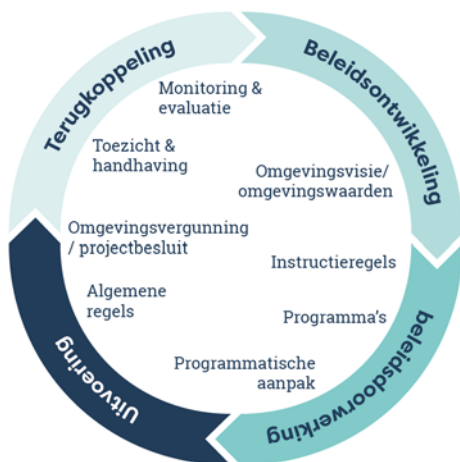 Terugkoppeling
Beleidsontwikkeling
Monitoring &
evaluatie
Toezicht &
handhaving
Omgevingsvisie/
omgevingswaarden
Omgevingsvergunning
/ projectbesluit
Instructieregels
Algemene
regels
Programma's
Programmatische
aanpak
Uitvoering
beleidsdoorwerking